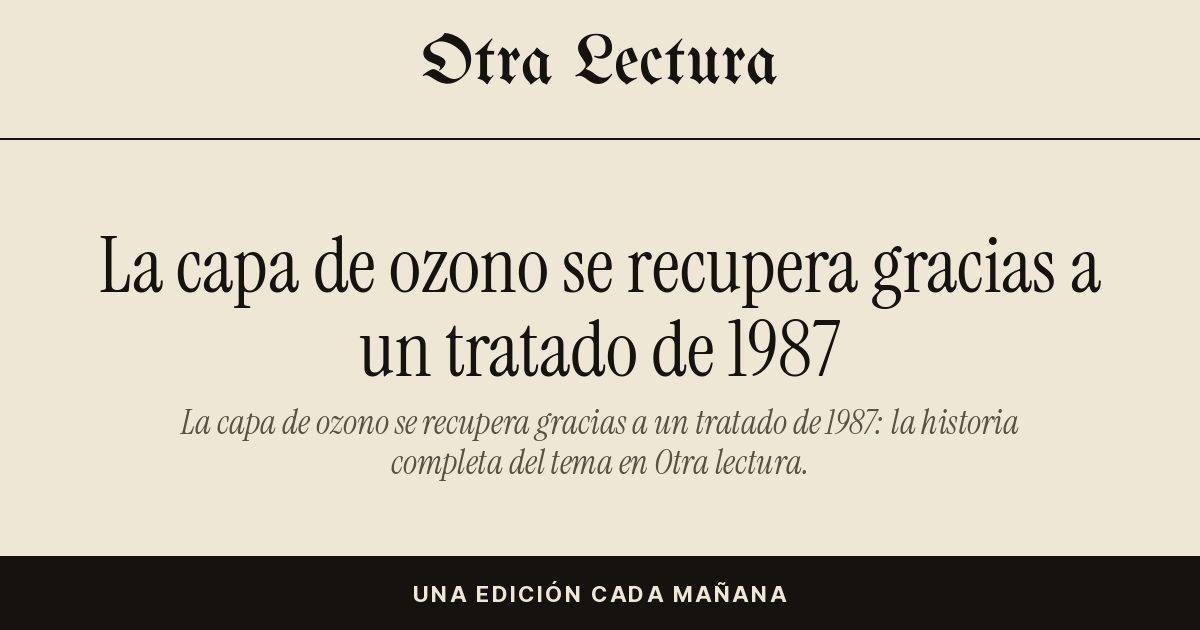 Otra Lectura
La capa de ozono se recupera gracias a
un tratado de 1987
La capa de ozono se recupera gracias a un tratado de 1987: la historia
completa del tema en Otra lectura.
UNA EDICIÓN CADA MAÑANA